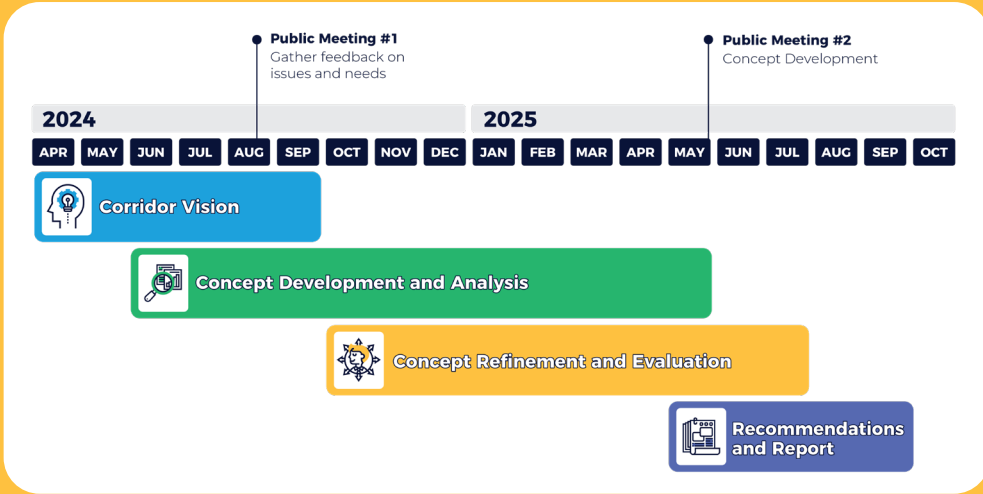 Public Meeting #1
Gather feedback on
issues and needs
Public Meeting #2
Concept Development
2024
2025
APR MAY JUN JUL AUG SEP OCT NOV DEC JAN FEB MAR APR MAY JUN JUL AUG SEP OCT
Corridor Vision
Concept Development and Analysis
Concept Refinement and Evaluation
Recommendations
and Report